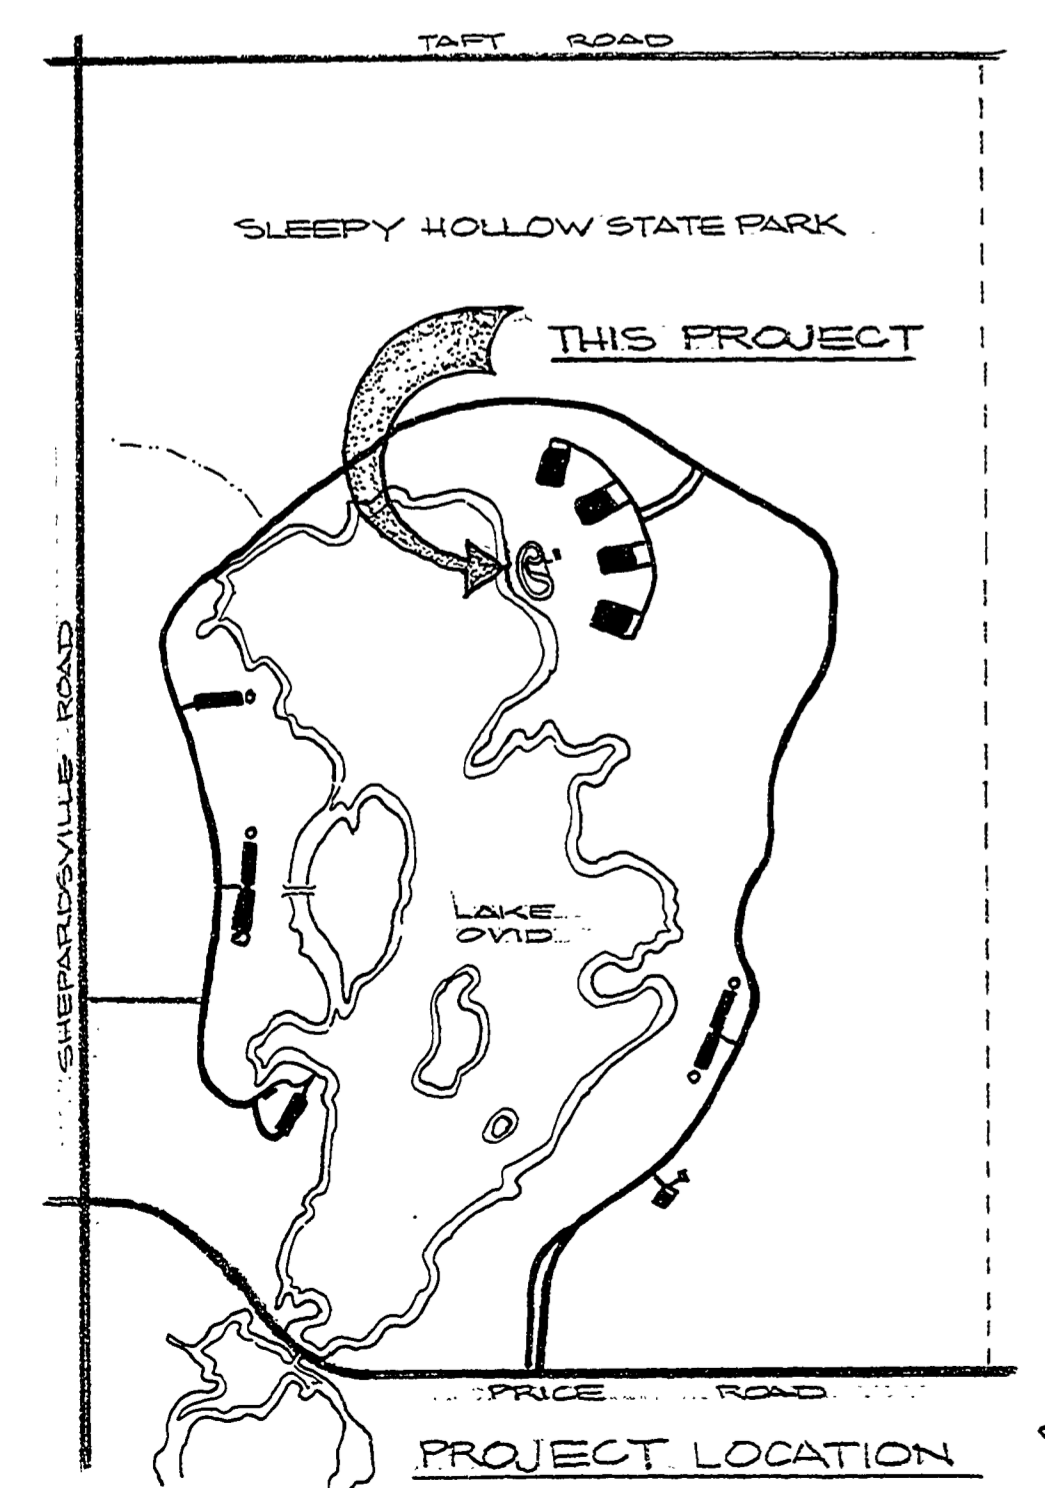 TAFT ROAD
SLEEPY HOLLOW STATE PARK
THIS PROJECT
SHEPARDSVILLE ROAD
LAKE
OVID
PRICE ROAD
PROJECT LOCATION